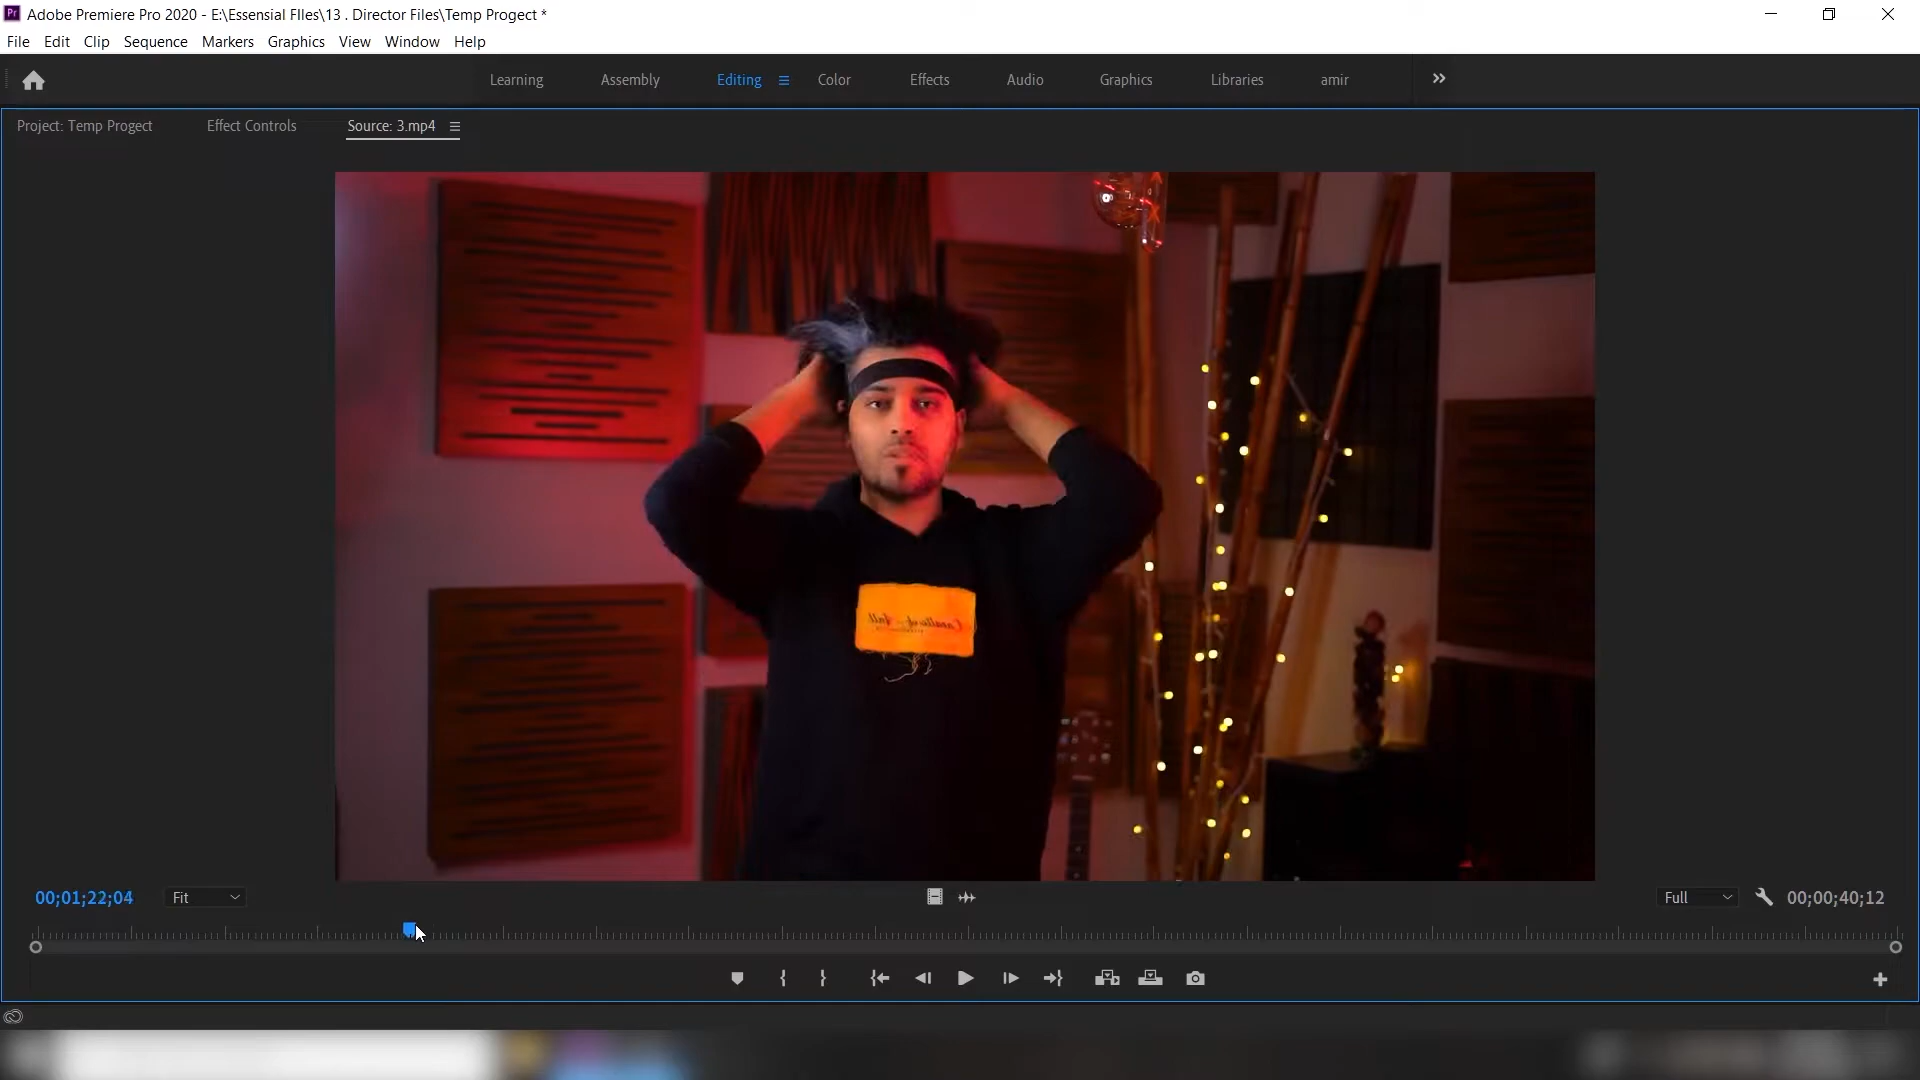 Pr Adobe Premiere Pro 2020 - E:\Essensial FIles\13 . Director Files\Temp Progect *
File Edit Clip Sequence Markers Graphics View Window Help
Learning Assembly Editing Color Effects Audio Graphics Libraries amir
Project: Temp Progect Effect Controls Source: 3.mp4
00;01;22;04 Fit Full 00;00;40;12